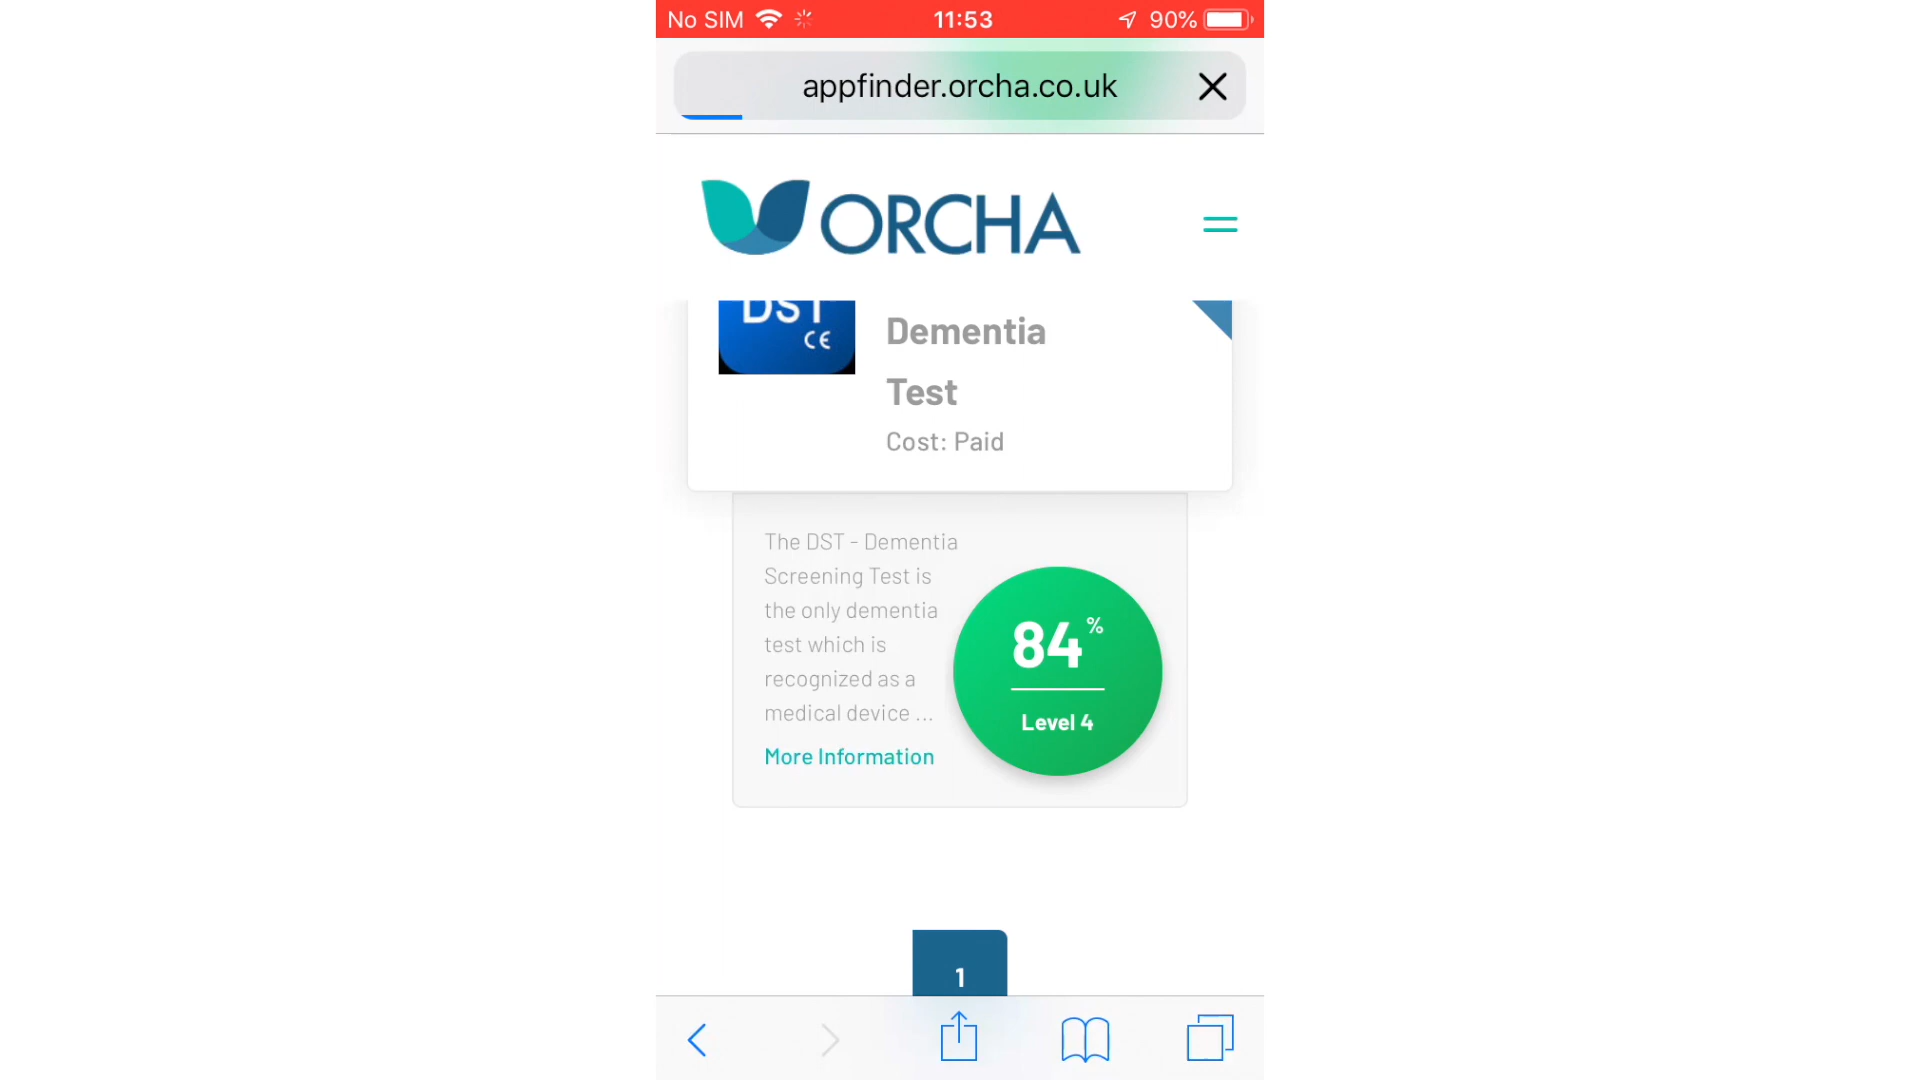 No SIM 11:53 90%
appfinder.orcha.co.uk
ORCHA
DST
CE
Dementia
Test
Cost: Paid
The DST - Dementia
Screening Test is
the only dementia
test which is
recognized as a
medical device ...
More Information
84%
Level 4
1